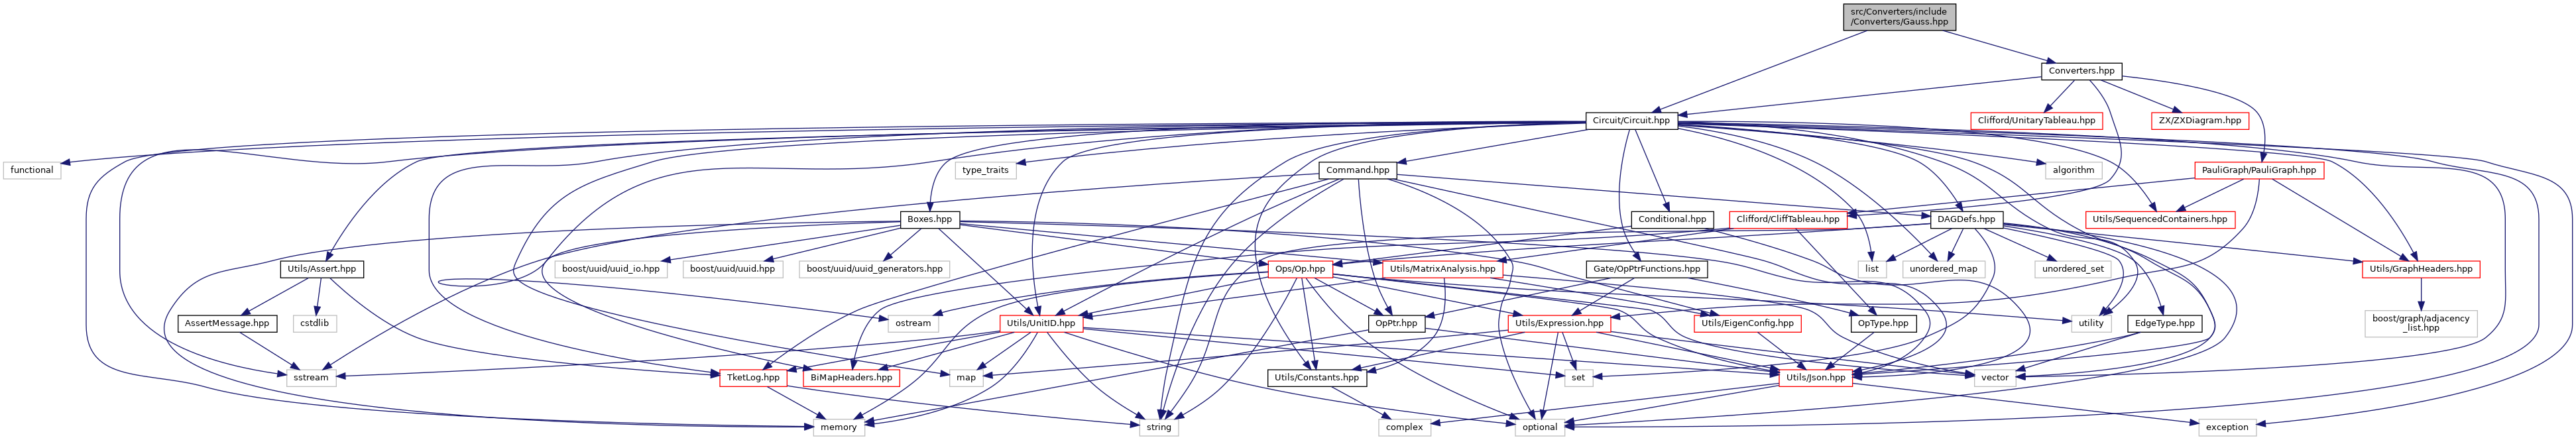 src/Converters/include
/Converters/Gauss.hpp
Converters.hpp
Circuit/Circuit.hpp
Clifford/UnitaryTableau.hpp
ZX/ZXDiagram.hpp
functional
type_traits
Command.hpp
algorithm
PauliGraph/PauliGraph.hpp
Boxes.hpp
Conditional.hpp
Clifford/CliffTableau.hpp
DAGDefs.hpp
Utils/SequencedContainers.hpp
Utils/Assert.hpp
boost/uuid/uuid_io.hpp
boost/uuid/uuid.hpp
boost/uuid/uuid_generators.hpp
Ops/Op.hpp
Utils/MatrixAnalysis.hpp
Gate/OpPtrFunctions.hpp
list
unordered_map
unordered_set
Utils/GraphHeaders.hpp
AssertMessage.hpp
cstdlib
ostream
Utils/UnitID.hpp
OpPtr.hpp
Utils/Expression.hpp
Utils/EigenConfig.hpp
OpType.hpp
utility
EdgeType.hpp
boost/graph/adjacency
_list.hpp
sstream
TketLog.hpp
BiMapHeaders.hpp
map
Utils/Constants.hpp
set
Utils/Json.hpp
vector
memory
string
complex
optional
exception